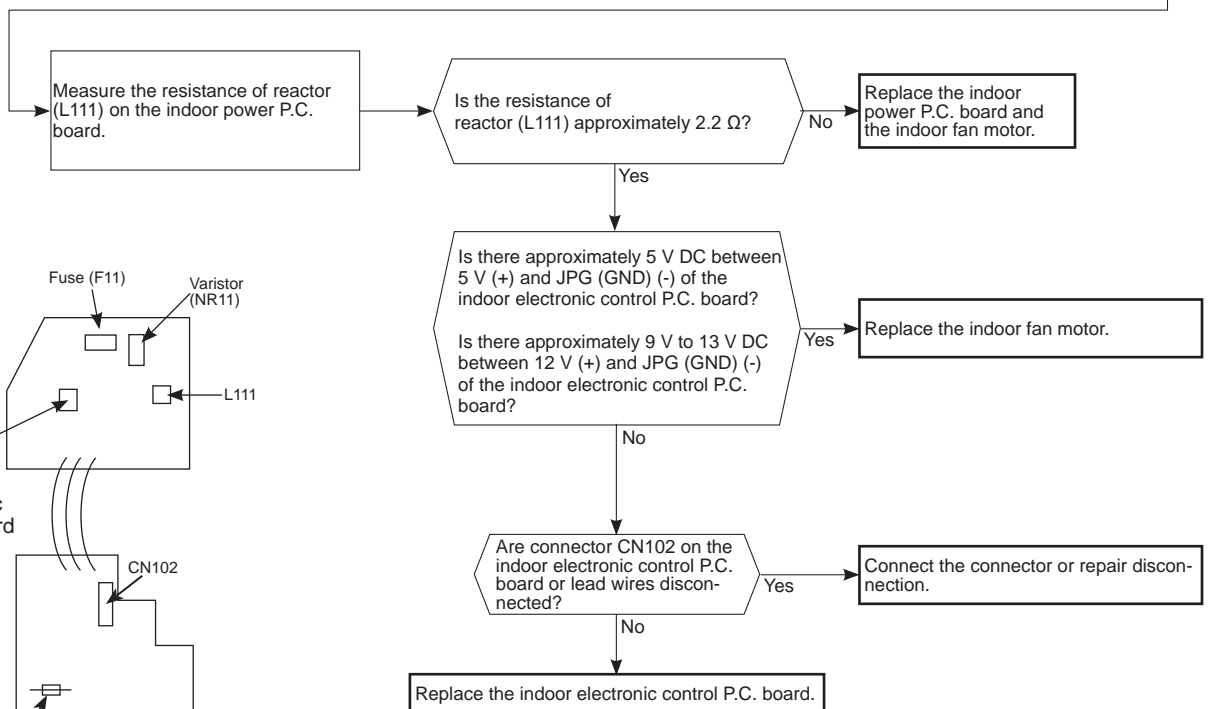 Measure the resistance of reactor
(L111) on the indoor power P.C.
board.
Is the resistance of
reactor (L111) approximately 2.2 Ω?
No
Replace the indoor
power P.C. board and
the indoor fan motor.
Yes
Is there approximately 5 V DC between
5 V (+) and JPG (GND) (-) of the
indoor electronic control P.C. board?
Is there approximately 9 V to 13 V DC
between 12 V (+) and JPG (GND) (-)
of the indoor electronic control P.C.
board?
Yes
Replace the indoor fan motor.
No
Are connector CN102 on the
indoor electronic control P.C.
board or lead wires discon-
nected?
Yes
Connect the connector or repair discon-
nection.
No
Replace the indoor electronic control P.C. board.
Fuse (F11)
Varistor
(NR11)
L111
CN102